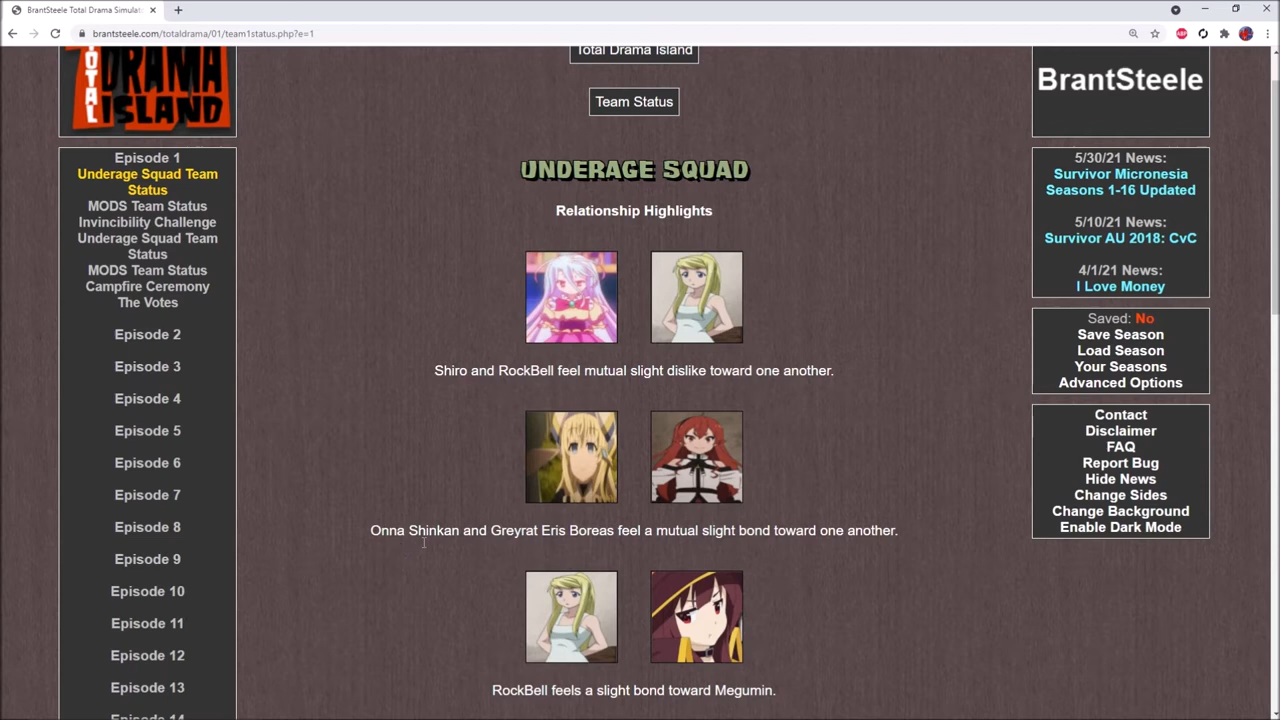 BrantSteele Total Drama Simulat
brantsteele.com/totaldrama/01/team1status.php?e=1
ABP
TOTAL
DRAMA
ISLAND
Total Drama Island
Team Status
BrantSteele
Episode 1
Underage Squad Team
Status
MODS Team Status
Invincibility Challenge
Underage Squad Team
Status
MODS Team Status
Campfire Ceremony
The Votes
Episode 2
Episode 3
Episode 4
Episode 5
Episode 6
Episode 7
Episode 8
Episode 9
Episode 10
Episode 11
Episode 12
Episode 13
Episode 14
UNDERAGE SQUAD
Relationship Highlights
Shiro and RockBell feel mutual slight dislike toward one another.
Onna Shinkan and Greyrat Eris Boreas feel a mutual slight bond toward one another.
RockBell feels a slight bond toward Megumin.
5/30/21 News:
Survivor Micronesia
Seasons 1-16 Updated
5/10/21 News:
Survivor AU 2018: CvC
4/1/21 News:
I Love Money
Saved: No
Save Season
Load Season
Your Seasons
Advanced Options
Contact
Disclaimer
FAQ
Report Bug
Hide News
Change Sides
Change Background
Enable Dark Mode